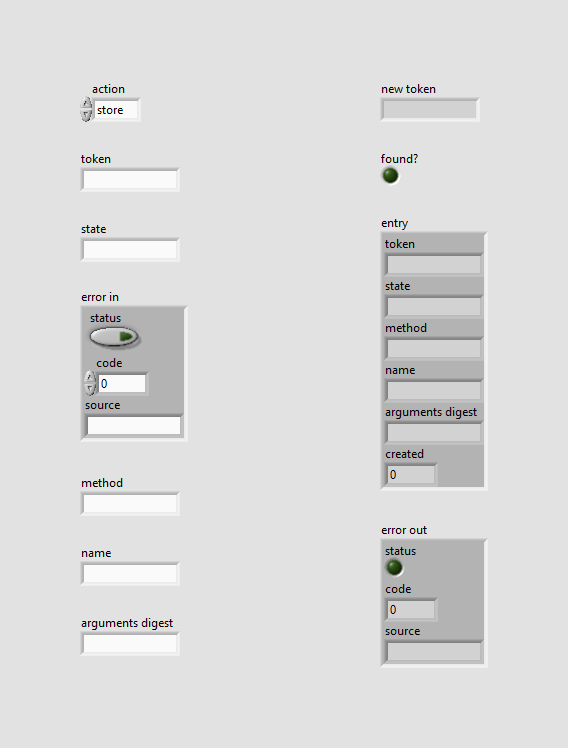 action
store
token
state
error in
status
code
0
source
method
name
arguments digest
new token
found?
entry
token
state
method
name
arguments digest
created
0
error out
status
code
0
source